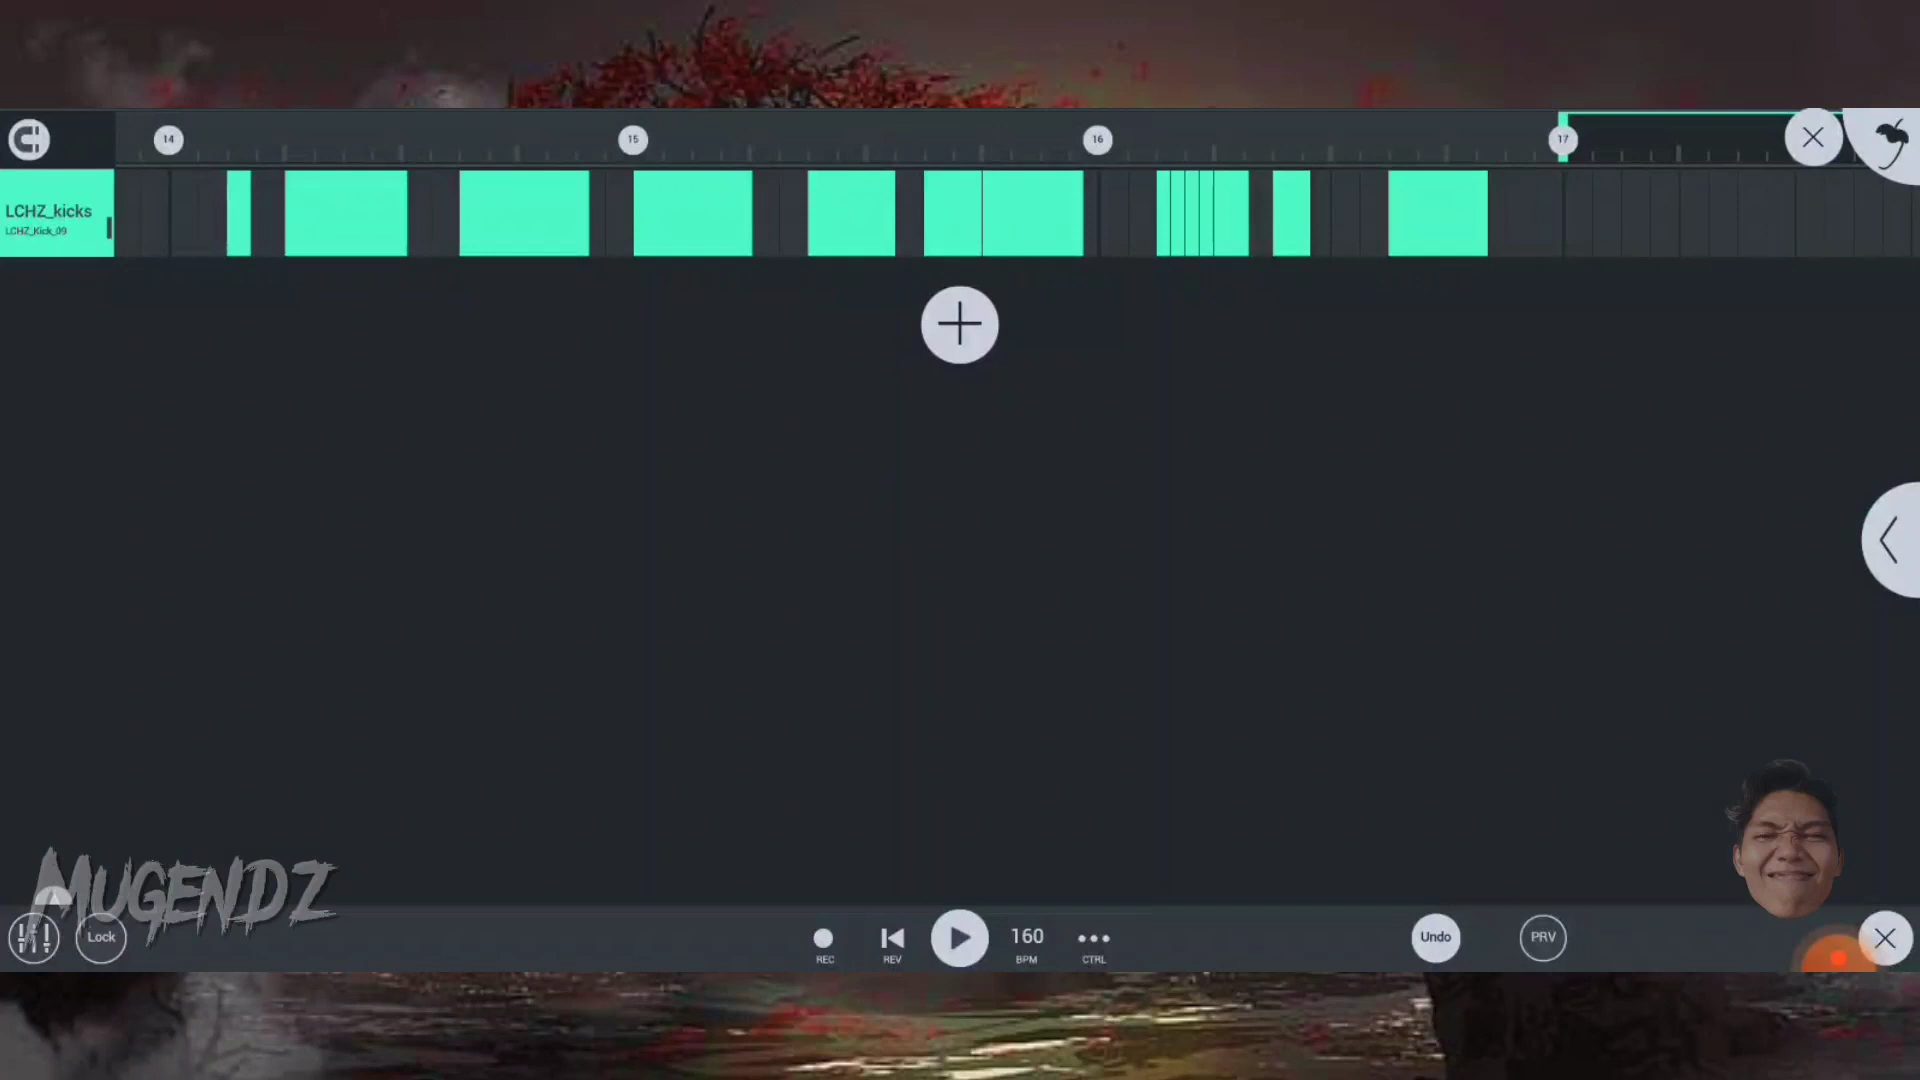 14
15
16
17
LCHZ_kicks
LCHZ_Kick_09
MUGENDZ
Lock
REC
REV
160
BPM
CTRL
Undo
PRV